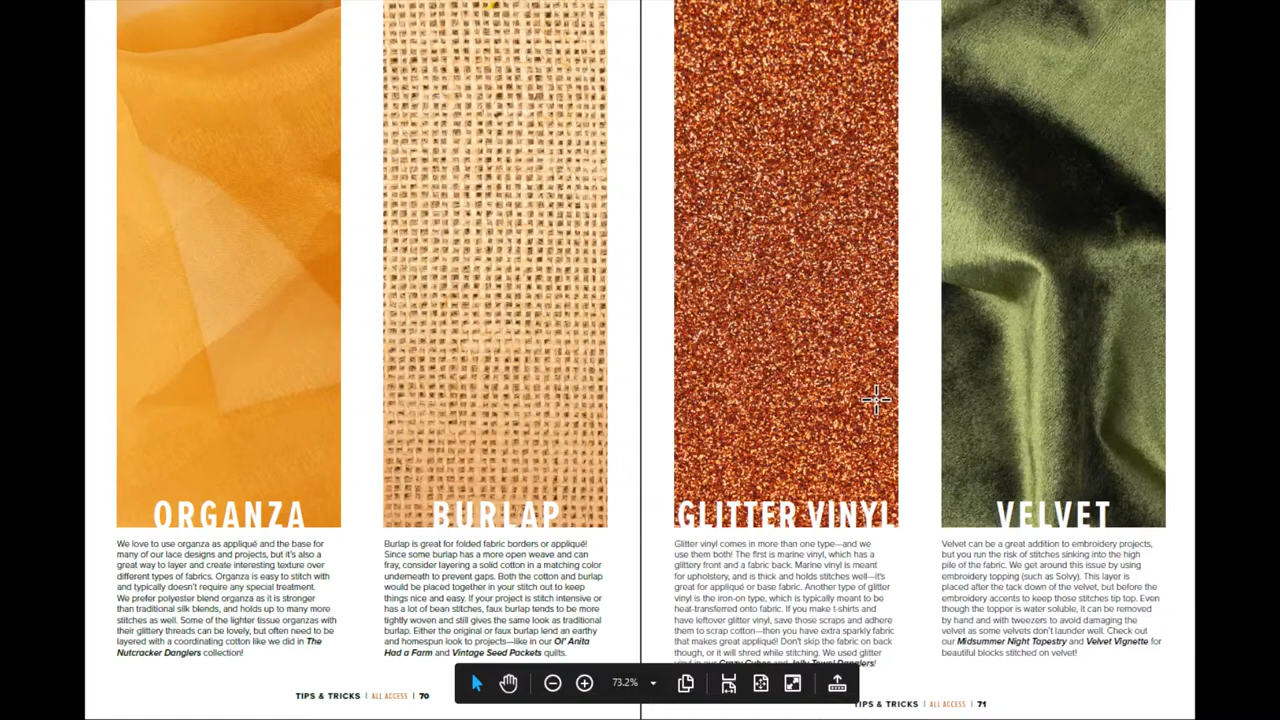 ORGANZA
We love to use organza as appliqué and the base for
many of our lace designs and projects, but it's also a
great way to layer and create interesting texture over
different types of fabrics. Organza is easy to stitch with
and typically doesn't require any special treatment.
We prefer polyester blend organza as it is stronger
than traditional silk blends, and holds up to many more
stitches as well. Some of the lighter tissue organzas with
their glittery threads can be lovely, but often need to be
layered with a coordinating cotton like we did in The
Nutcracker Danglers collection!
BURLAP
Burlap is great for folded fabric borders or appliqué!
Since some burlap has a more open weave and can
fray, consider layering a solid cotton in a matching color
underneath to prevent gaps. Both the cotton and burlap
would be placed together in your stitch out to keep
things nice and easy. If your project is stitch intensive or
has a lot of bean stitches, faux burlap tends to be more
tightly woven and still gives the same look as traditional
burlap. Either the original or faux burlap lend an earthy
and homespun look to projects—like in our Ol' Anita
Had a Farm and Vintage Seed Packets quilts.
GLITTER VINYL
Glitter vinyl comes in more than one type—and we
use them both! The first is marine vinyl, which has a
glittery front and a fabric back. Marine vinyl is meant
for upholstery, and is thick and holds stitches well—it's
great for appliqué or base fabric. Another type of glitter
vinyl is the iron-on type, which is typically meant to be
heat-transferred onto fabric. If you make t-shirts and
have leftover glitter vinyl, save those scraps and adhere
them to scrap cotton—then you have extra sparkly fabric
that makes great appliqué! Don't skip the fabric on back
though, or it will shred while stitching. We used glitter
vinyl in our Crazy Cubes and Jolly Towel Danglers!
VELVET
Velvet can be a great addition to embroidery projects,
but you run the risk of stitches sinking into the high
pile of the fabric. We get around this issue by using
embroidery topping (such as Solvy). This layer is
placed after the tack down of the velvet, but before the
embroidery accents to keep those stitches tip top. Even
though the topper is water soluble, it can be removed
by hand and with tweezers to avoid damaging the
velvet as some velvets don't launder well. Check out
our Midsummer Night Tapestry and Velvet Vignette for
beautiful blocks stitched on velvet!
TIPS & TRICKS | ALL ACCESS | 70
73.2%
TIPS & TRICKS | ALL ACCESS | 71